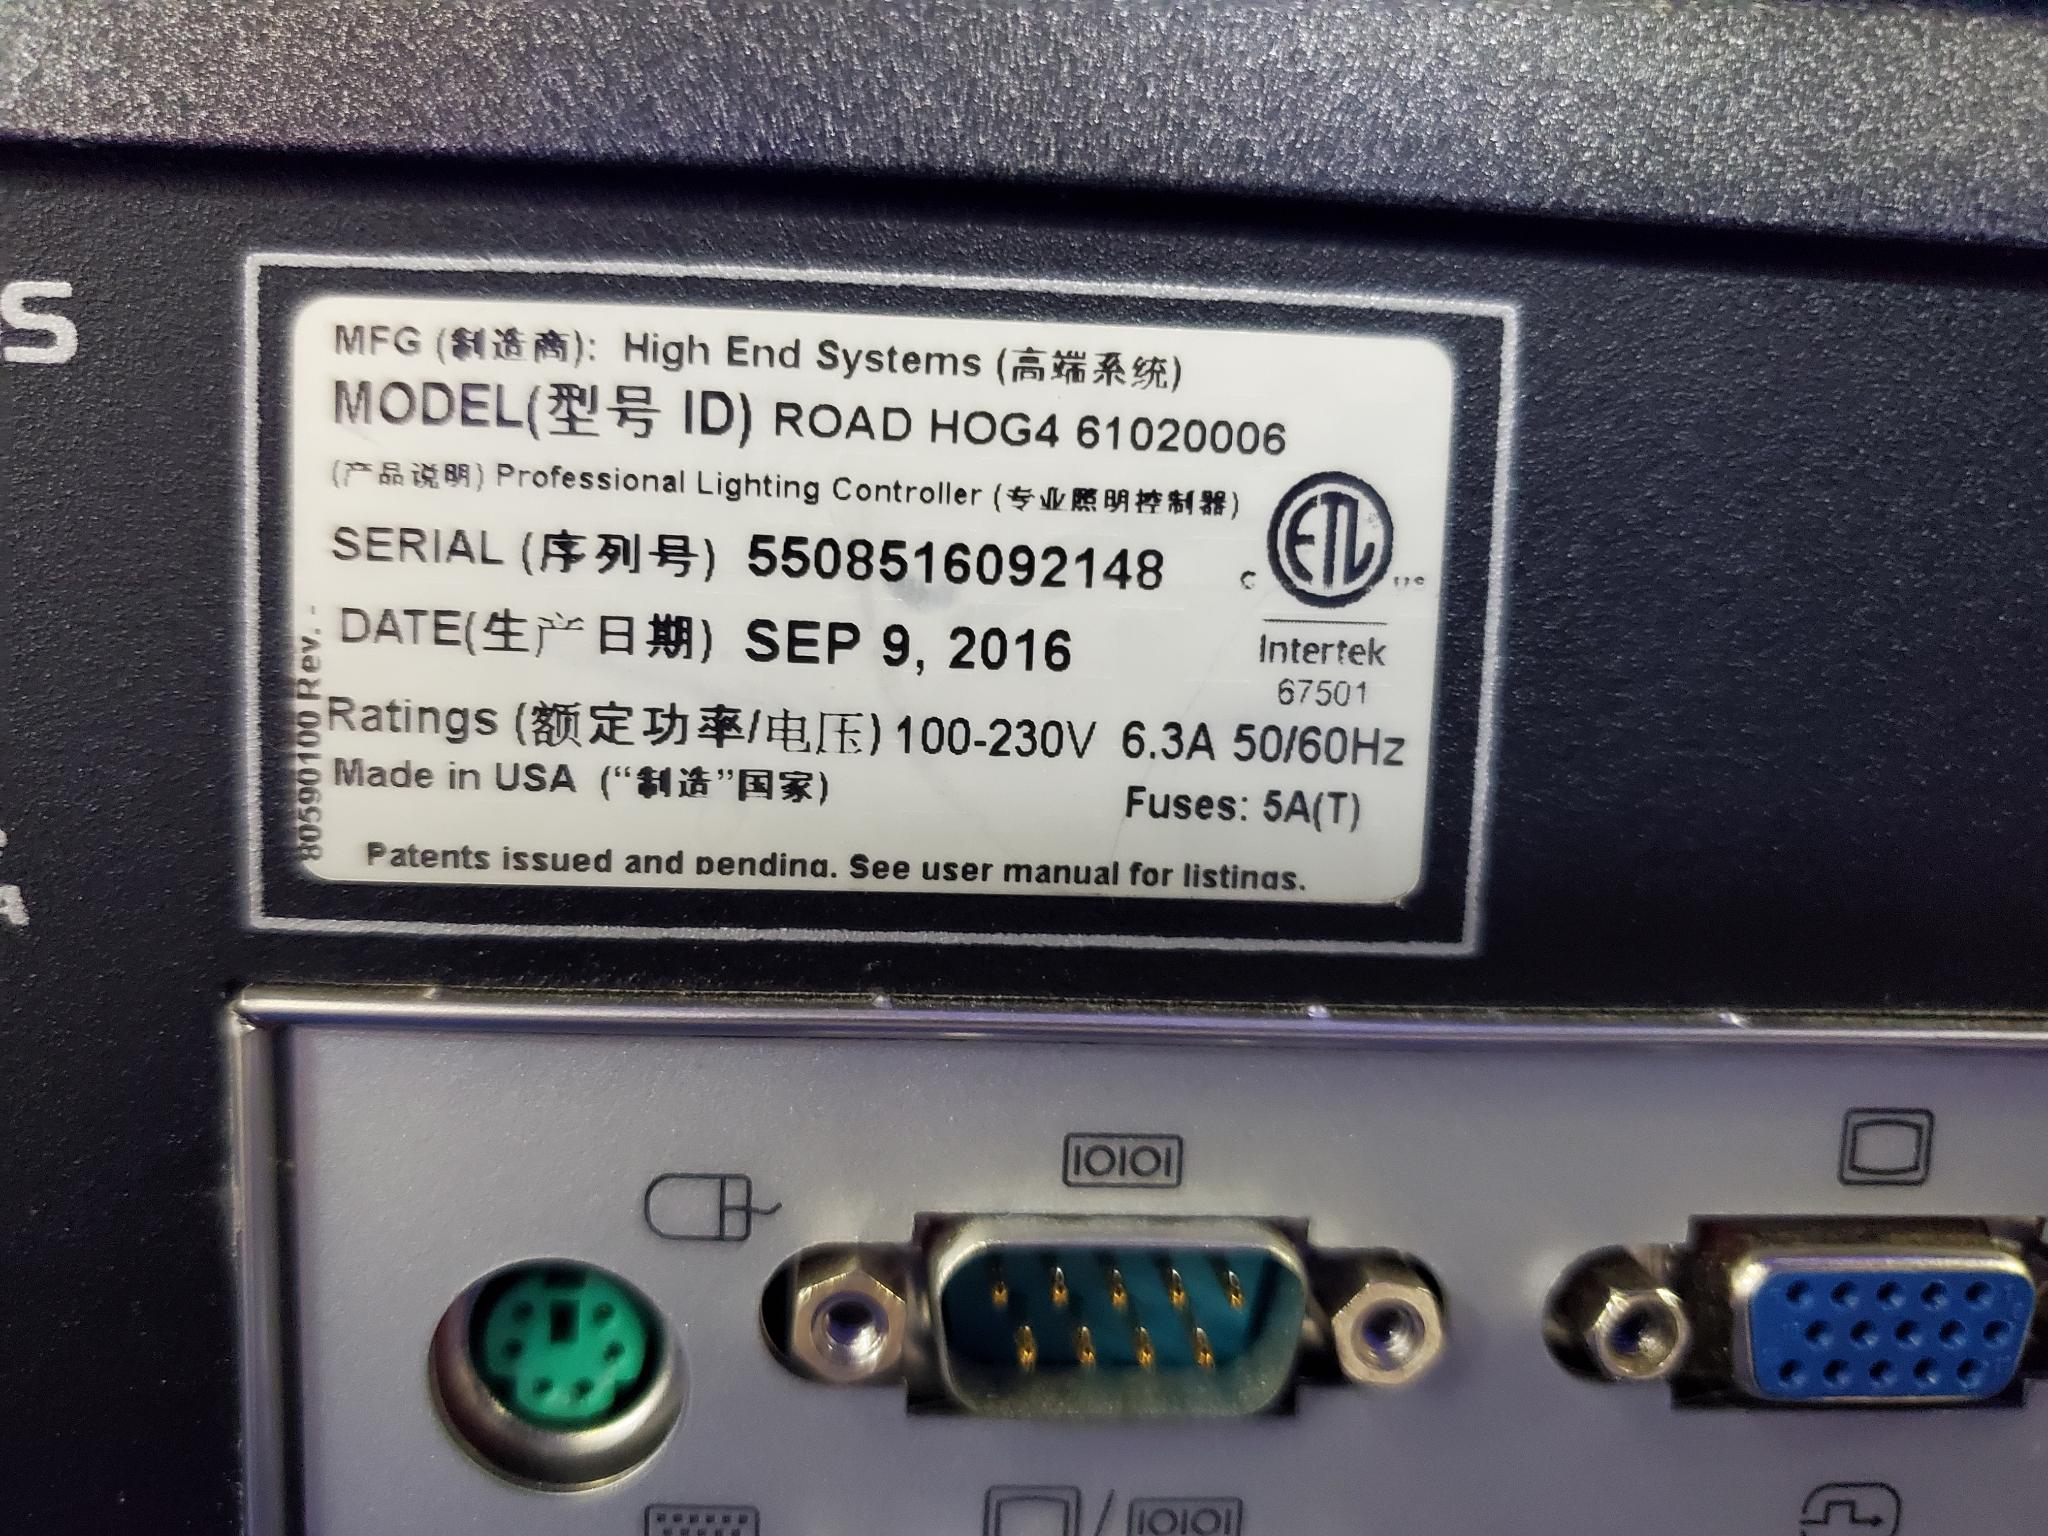 S
MFG (制造商): High End Systems (高端系统)
MODEL(型号 ID) ROAD HOG4 61020006
(产品说明) Professional Lighting Controller (专业照明控制器)
SERIAL (序列号) 5508516092148
DATE(生产日期) SEP 9, 2016
Ratings (额定功率/电压) 100-230V 6.3A 50/60Hz
Made in USA ("制造"国家)
Fuses: 5A(T)
Patents issued and pending. See user manual for listings.
805901100 Rev. -
C ETL
Intertek
67501
A
IOIOI
IOIOI